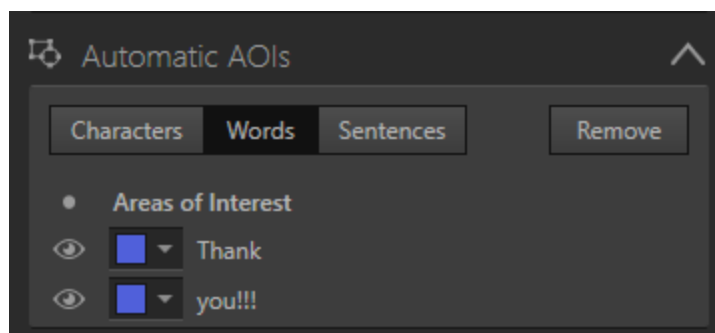 Automatic AOIs
Characters Words Sentences Remove
Areas of Interest
Thank
you!!!